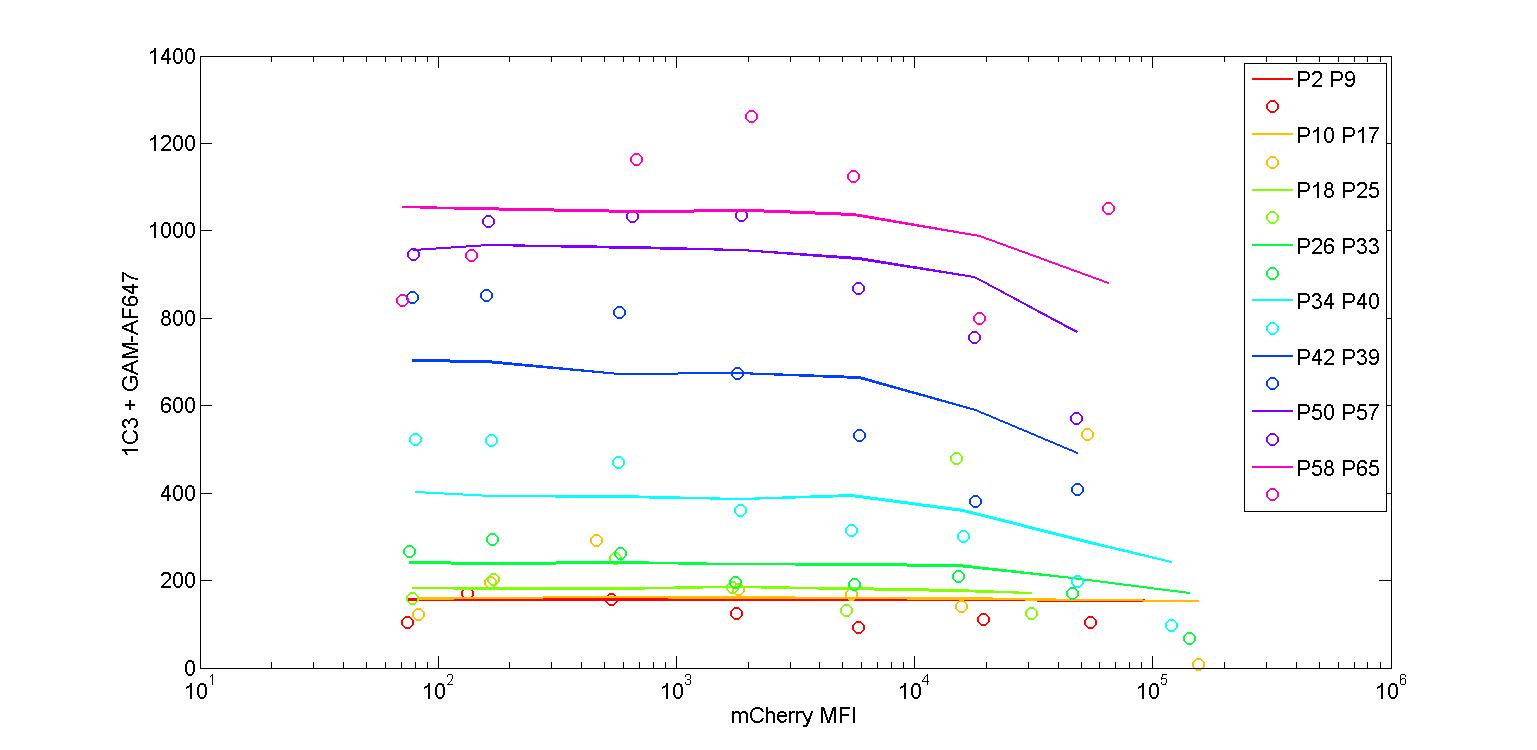 1400
1200
1000
800
600
400
200
0
1C3 + GAM-AF647
10^1
10^2
10^3
10^4
10^5
10^6
mCherry MFI
P2 P9
P10 P17
P18 P25
P26 P33
P34 P40
P42 P39
P50 P57
P58 P65